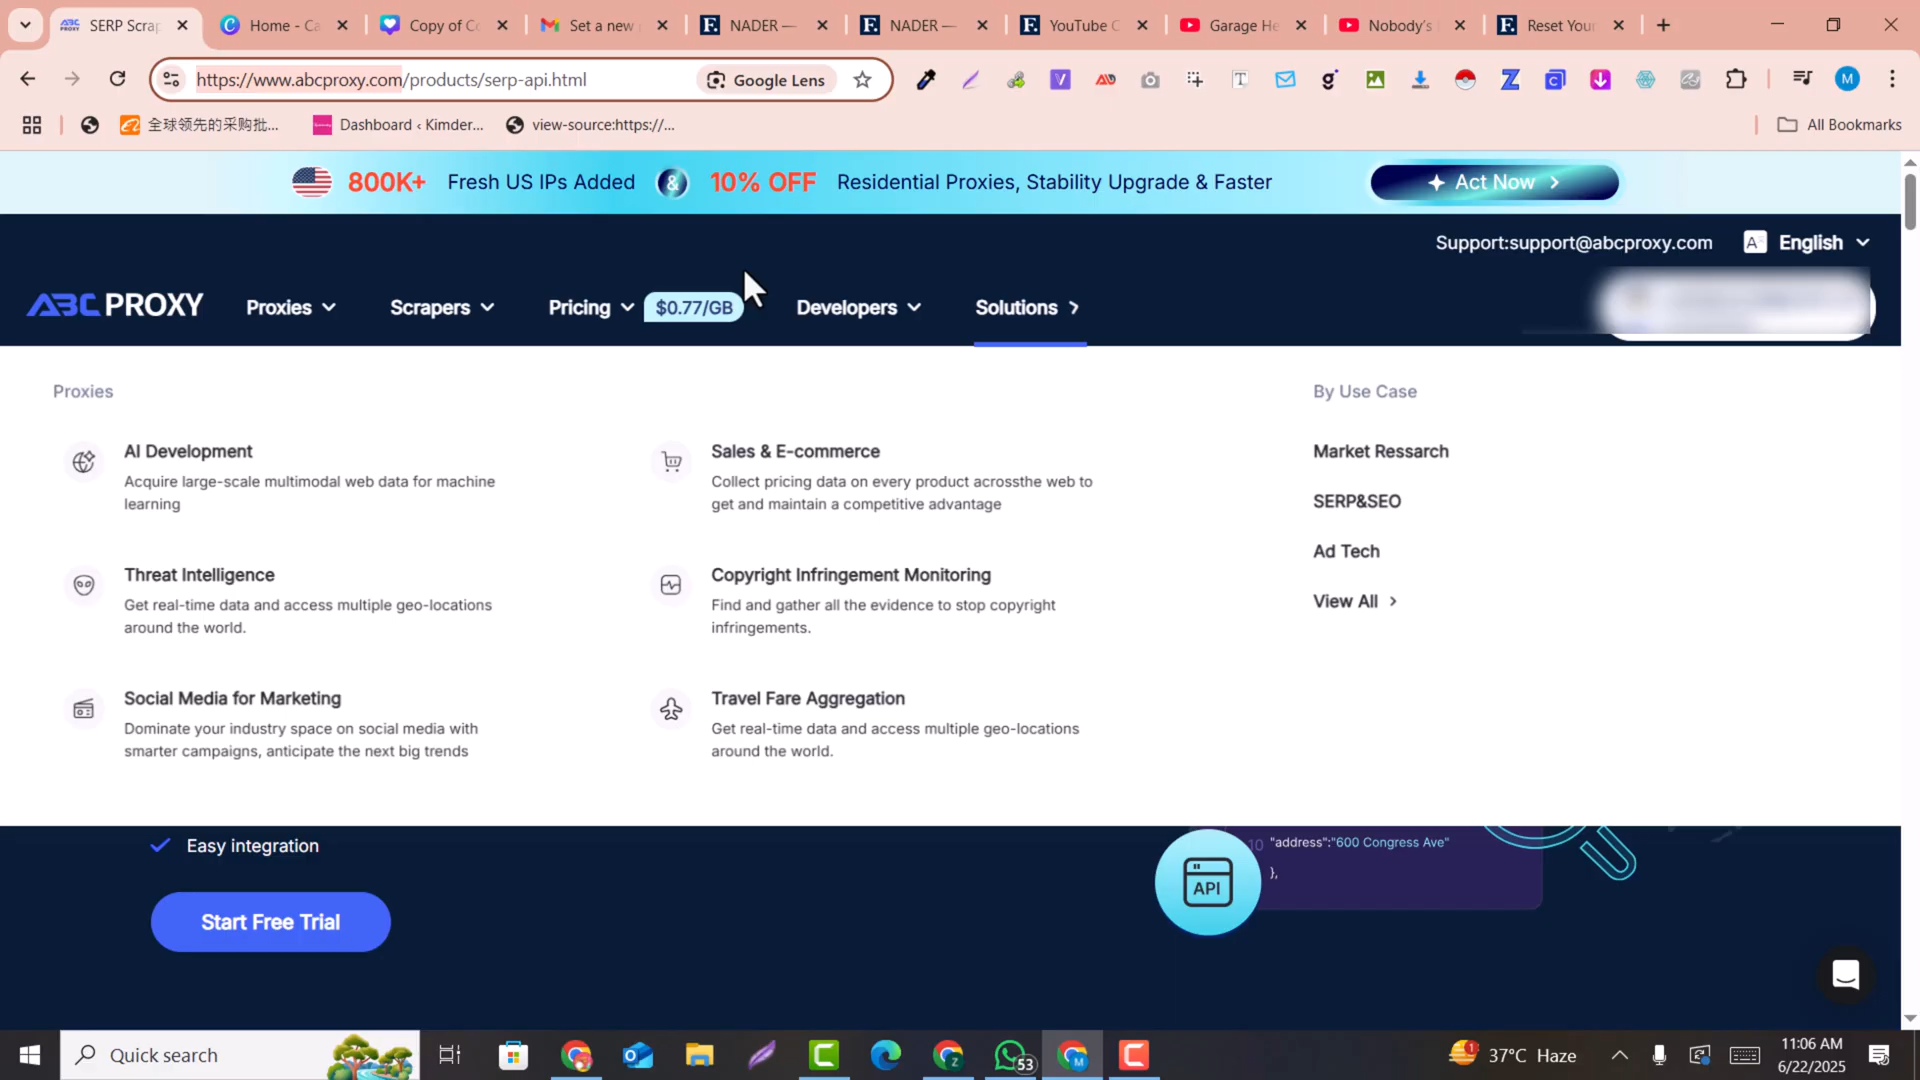 SERP Scrap
Home - Ca
Copy of Co
Set a new
NADER —
NADER —
YouTube C
Garage He
Nobody's
Reset Your
https://www.abcproxy.com/products/serp-api.html
Google Lens
M
全球领先的采购批...
Dashboard ‹ Kimder...
view-source:https://...
All Bookmarks
800K+ Fresh US IPs Added & 10% OFF Residential Proxies, Stability Upgrade & Faster
Act Now
Support:support@abcproxy.com
English
ABC PROXY
Proxies
Scrapers
Pricing
$0.77/GB
Developers
Solutions
Proxies
By Use Case
AI Development
Acquire large-scale multimodal web data for machine
learning
Sales & E-commerce
Collect pricing data on every product acrossthe web to
get and maintain a competitive advantage
Market Ressarch
SERP&SEO
Ad Tech
View All
Threat Intelligence
Get real-time data and access multiple geo-locations
around the world.
Copyright Infringement Monitoring
Find and gather all the evidence to stop copyright
infringements.
Social Media for Marketing
Dominate your industry space on social media with
smarter campaigns, anticipate the next big trends
Travel Fare Aggregation
Get real-time data and access multiple geo-locations
around the world.
Easy integration
Start Free Trial
10 "address":"600 Congress Ave"
},
API
Quick search
53
37°C Haze
11:06 AM
6/22/2025